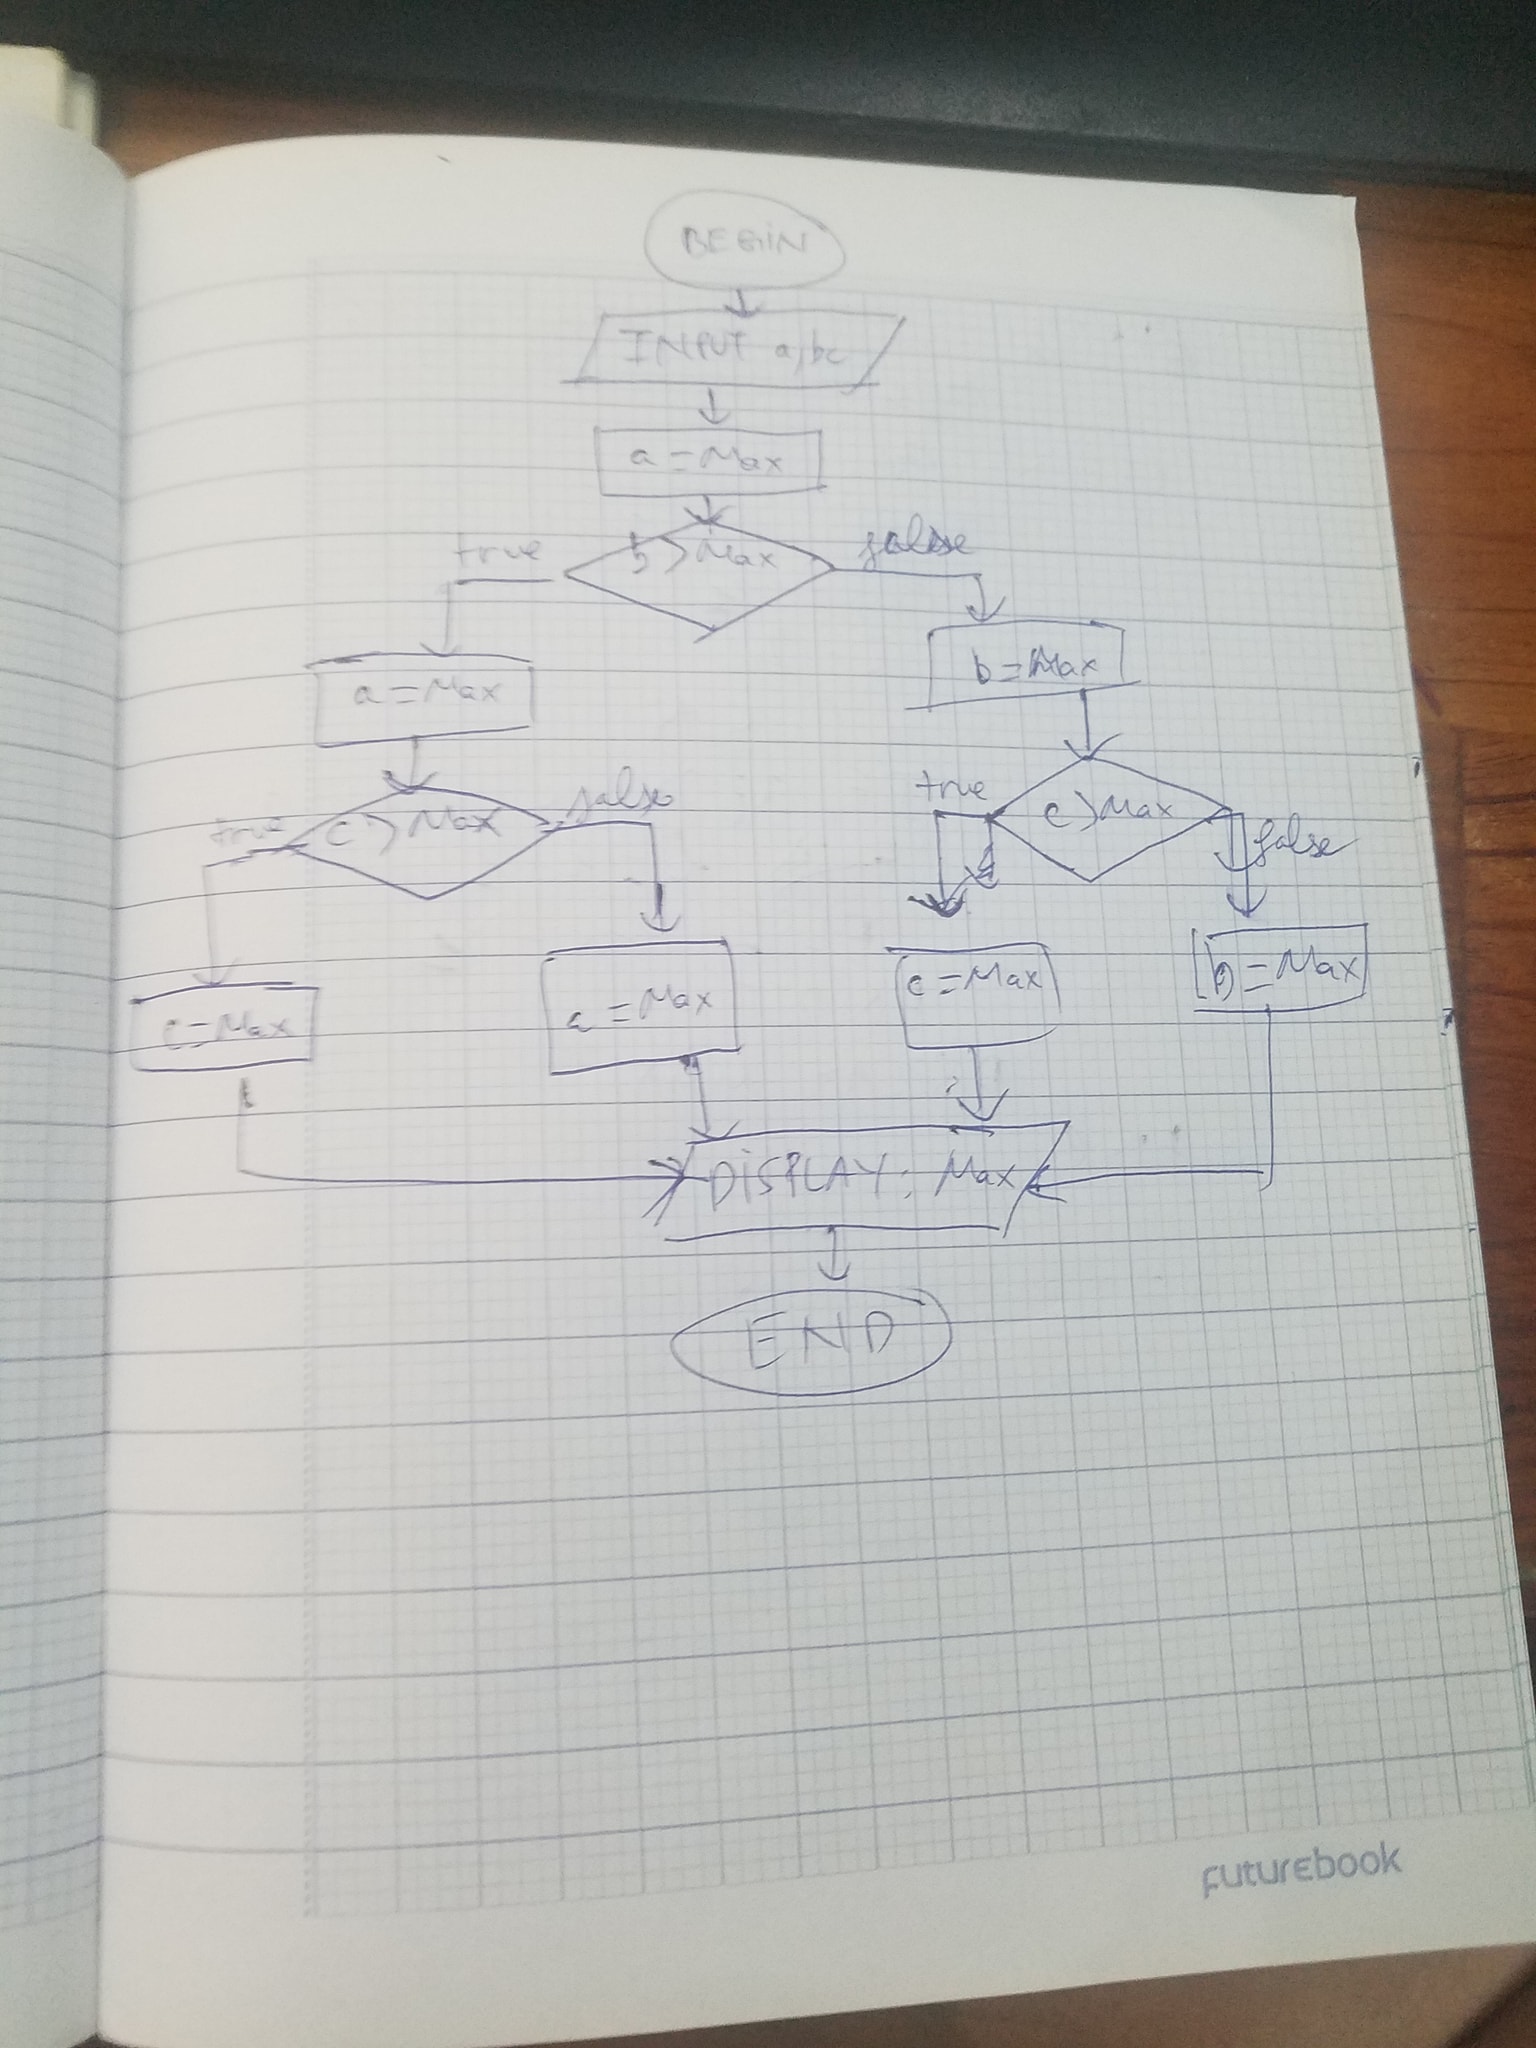 BEGIN
INPUT a,bc
a = Max
true
b > Max
false
a = Max
b = Max
true
c > Max
false
true
c > Max
false
c = Max
a = Max
c = Max
b = Max
DISPLAY : Max
END
futurebook